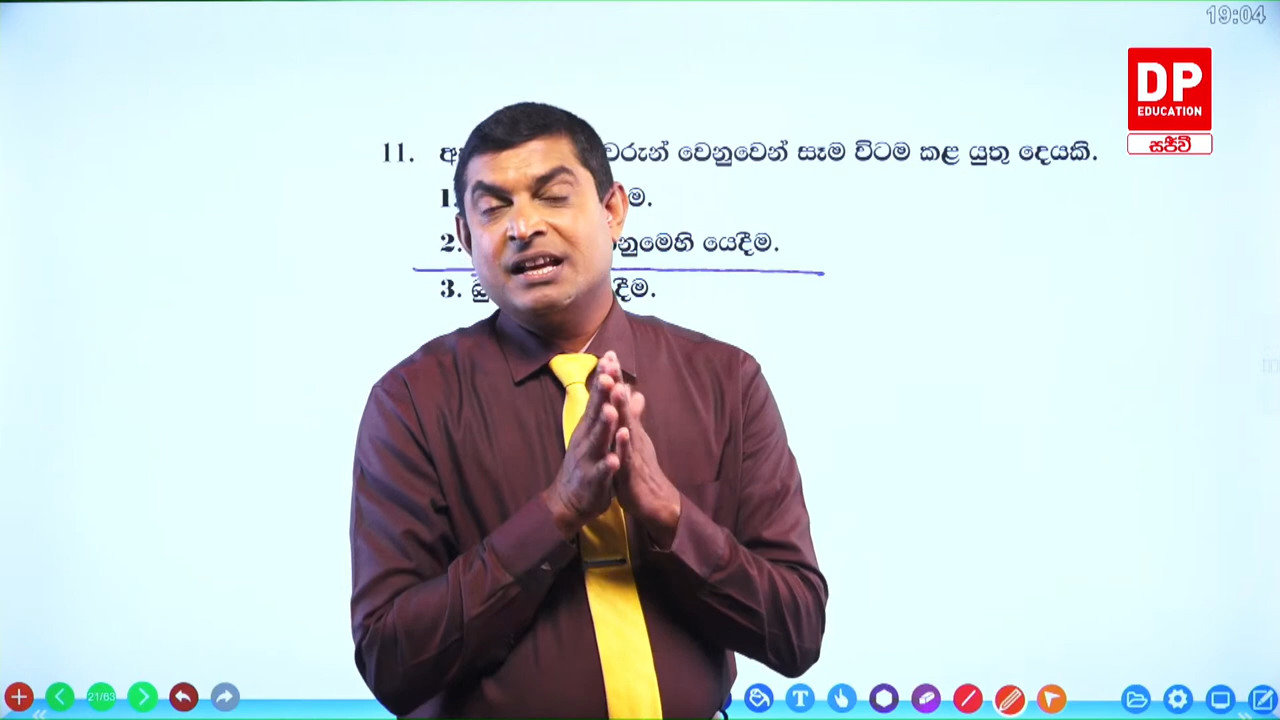 19:04
DP
EDUCATION
සජීවී
11. වරුන් වෙනුවෙන් සෑම විටම කළ යුතු දෙයකි.
1. ම.
2. නුමෙහි යෙදීම.
3. දීම.
21/63